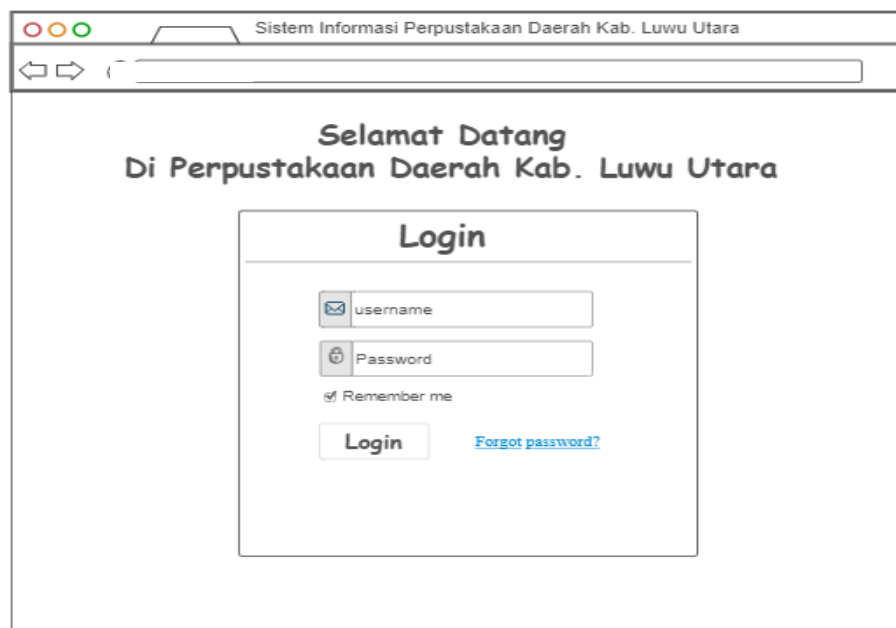 Sistem Informasi Perpustakaan Daerah Kab. Luwu Utara
Selamat Datang
Di Perpustakaan Daerah Kab. Luwu Utara
Login
username
Password
Remember me
Login Forgot password?